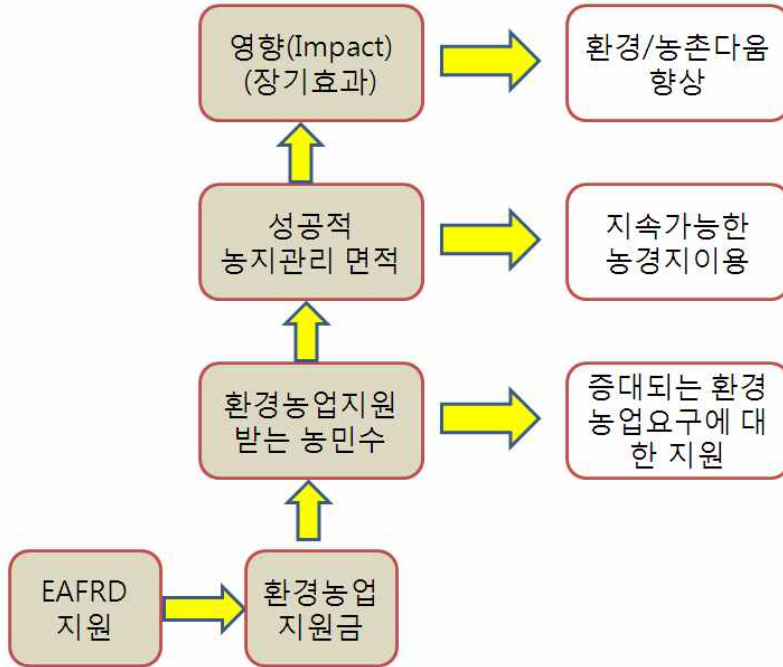 영향(Impact)
(장기효과)
환경/농촌다움
향상
성공적
농지관리 면적
지속가능한
농경지이용
환경농업지원
받는 농민수
증대되는 환경
농업요구에 대
한 지원
EAFRD
지원
환경농업
지원금